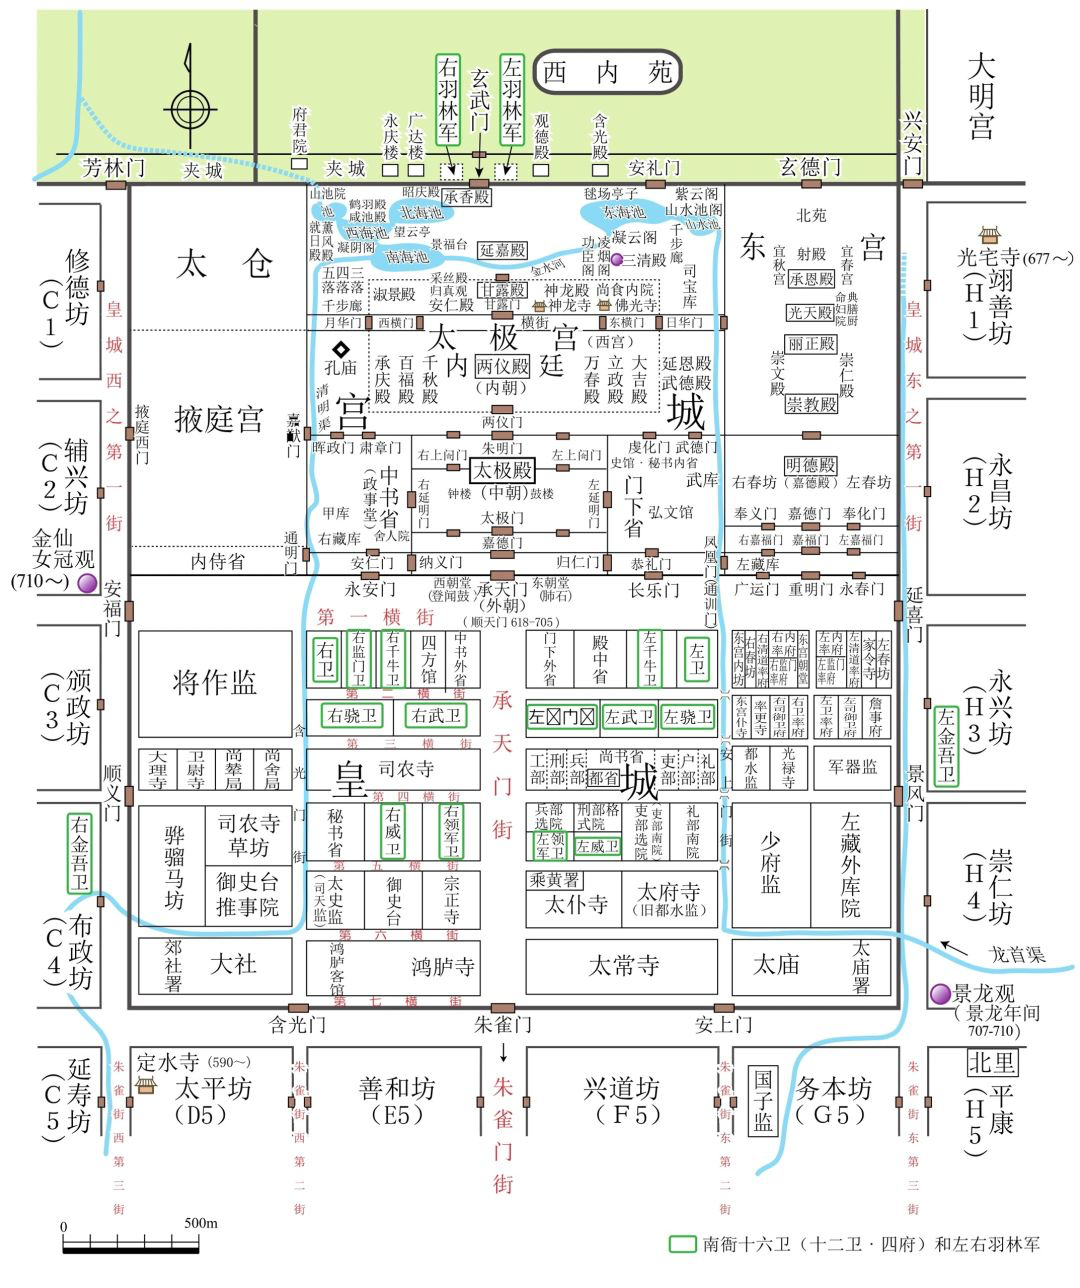 西内苑
大明宫
右羽林军
玄武门
左羽林军
府君院
永庆楼
广达楼
观德殿
含光殿
兴安门
芳林门
夹城
夹城
安礼门
玄德门
山池院
池
鹤羽殿
咸池殿
昭庆殿
承香殿
北海池
西海池
望云亭
就日殿
薰风殿
凝阴阁
南海池
景福台
延嘉殿
金水河
毬场亭子
东海池
紫云阁
山水池阁
山水池
凝云阁
功臣阁
凌烟阁
三清殿
千步廊
司宝库
北苑
东宫
宜秋宫
射殿
宜春宫
承恩殿
光天殿
命妇院
典膳厨
丽正殿
崇文殿
崇仁殿
崇教殿
太仓
五四三
落落落
千步廊
淑景殿
采丝殿
归真观
安仁殿
甘露殿
甘露门
神龙殿
尚食内院
神龙寺
佛光寺
月华门
西横门
横街
东横门
日华门
太极宫
(西宫)
孔庙
承庆殿
百福殿
千秋殿
内廷
两仪殿
(内朝)
万春殿
立政殿
大吉殿
延恩殿
武德殿
清明渠
宫城
掖庭西门
掖庭宫
嘉猷门
两仪门
晖政门
肃章门
右上闼门
朱明门
左上闼门
虔化门
武德门
太极殿
(中朝)
钟楼
鼓楼
中书省
(政事堂)
右延明门
左延明门
门下省
史馆·秘书内省
武库
弘文馆
甲库
右藏库
舍人院
太极门
嘉德门
明德殿
(嘉德殿)
右春坊
左春坊
奉义门
嘉德门
奉化门
右嘉福门
嘉福门
左嘉福门
左藏库
通明门
内侍省
安仁门
纳义门
归仁门
恭礼门
凤凰门(通训门)
永安门
西朝堂
(登闻鼓)
承天门
(外朝)
东朝堂
(肺石)
(顺天门 618-705)
长乐门
广运门
重明门
永春门
修德坊
(C1)
辅兴坊
(C2)
金仙
女冠观
(710~)
皇城西之第一街
安福门
颁政坊
(C3)
顺义门
右金吾卫
布政坊
(C4)
延寿坊
(C5)
光宅寺(677~)
翊善坊
(H1)
永昌坊
(H2)
皇城东之第一街
延喜门
永兴坊
(H3)
左金吾卫
景风门
崇仁坊
(H4)
龙首渠
景龙观
(景龙年间
707-710)
北里
平康
(H5)
第一横街
将作监
右卫
右监门卫
右千牛卫
四方馆
中书外省
门下外省
殿中省
左千牛卫
左卫
东宫内坊
右春坊
右清道率府
右内率府
右监门率府
东宫朝堂
左内率府
左监门率府
左清道率府
家令寺
左春坊
第二横街
右骁卫
右武卫
左武卫
左骁卫
东宫仆寺
率更寺
右司御卫府
右卫率府
左卫率府
左司御卫府
詹事府
第三横街
承天门街
大理寺
卫尉寺
尚辇局
尚舍局
皇城
司农寺
工部
刑部
兵部
尚书省
都省
吏部
户部
礼部
都水监
光禄寺
军器监
第四横街
含光门街
安上门街
骅骝马坊
司农寺
草坊
御史台
推事院
秘书省
右威卫
右领军卫
兵部选院
刑部格式院
左领军卫
左威卫
吏部选院
吏部南院
礼部南院
少府监
左藏外库院
第五横街
太史监
(司天监)
御史台
宗正寺
乘黄署
太仆寺
太府寺
(旧都水监)
第六横街
郊社署
大社
鸿胪客馆
鸿胪寺
太常寺
太庙
太庙署
第七横街
含光门
朱雀门
安上门
定水寺(590~)
太平坊
(D5)
善和坊
(E5)
兴道坊
(F5)
国子监
务本坊
(G5)
朱雀街西第三街
朱雀街西第二街
朱雀门街
朱雀街东第二街
朱雀街东第三街
0
500m
南衙十六卫(十二卫·四府)和左右羽林军